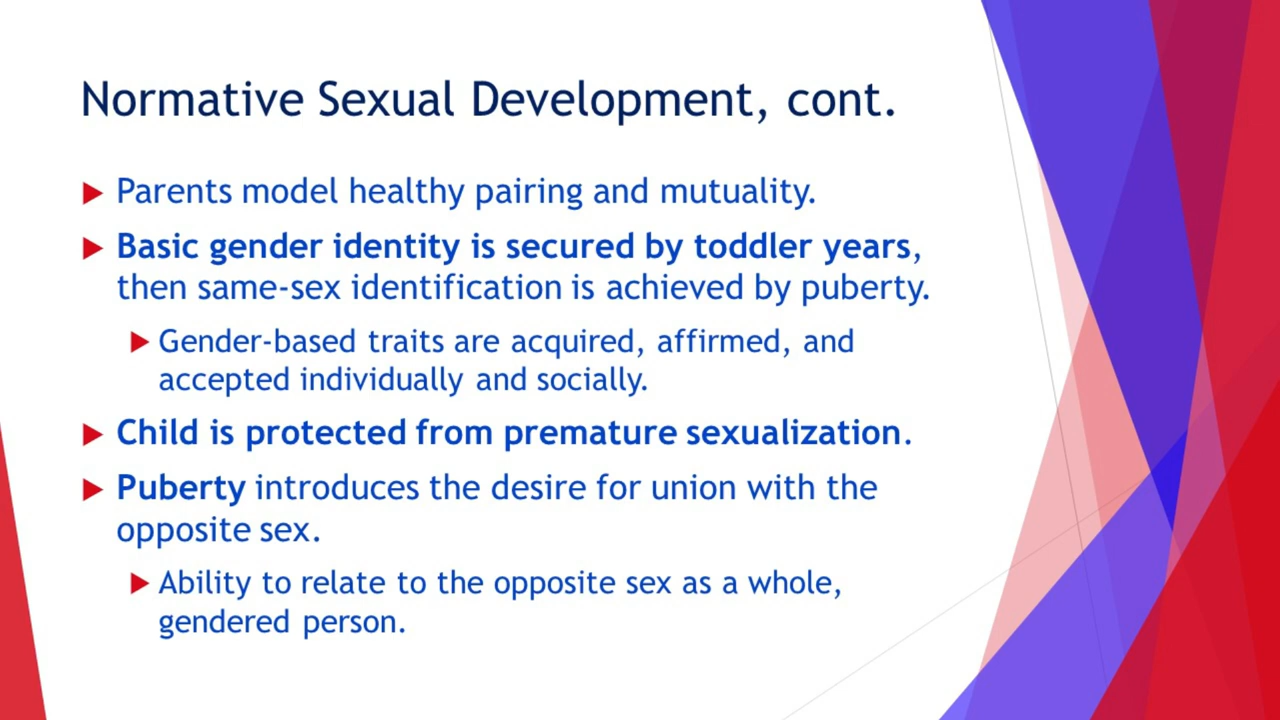 Normative Sexual Development, cont.
Parents model healthy pairing and mutuality.
Basic gender identity is secured by toddler years,
then same-sex identification is achieved by puberty.
Gender-based traits are acquired, affirmed, and
accepted individually and socially.
Child is protected from premature sexualization.
Puberty introduces the desire for union with the
opposite sex.
Ability to relate to the opposite sex as a whole,
gendered person.